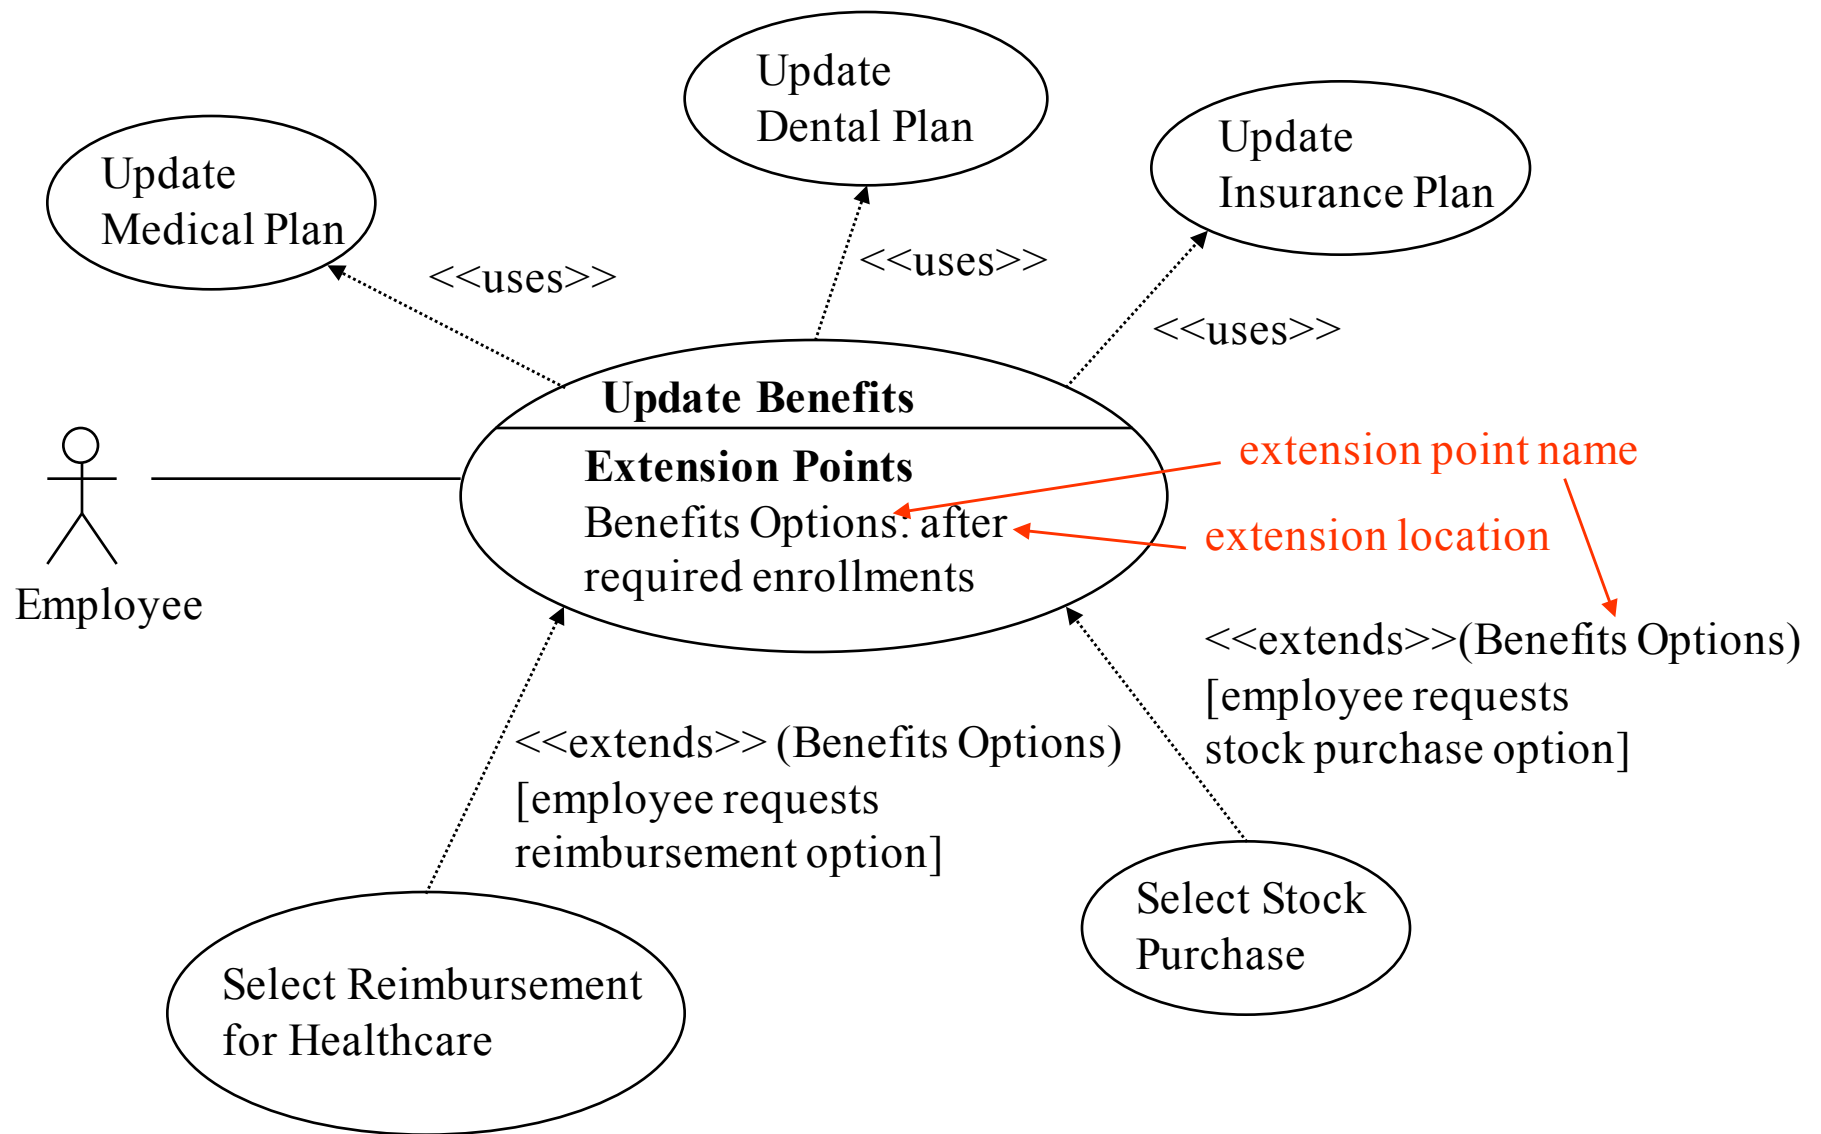 Update
Dental Plan
Update
Insurance Plan
Update
Medical Plan
<<uses>>
<<uses>>
<<uses>>
Update Benefits
Extension Points
Benefits Options: after
required enrollments
extension point name
extension location
Employee
<<extends>>(Benefits Options)
[employee requests
stock purchase option]
<<extends>> (Benefits Options)
[employee requests
reimbursement option]
Select Stock
Purchase
Select Reimbursement
for Healthcare